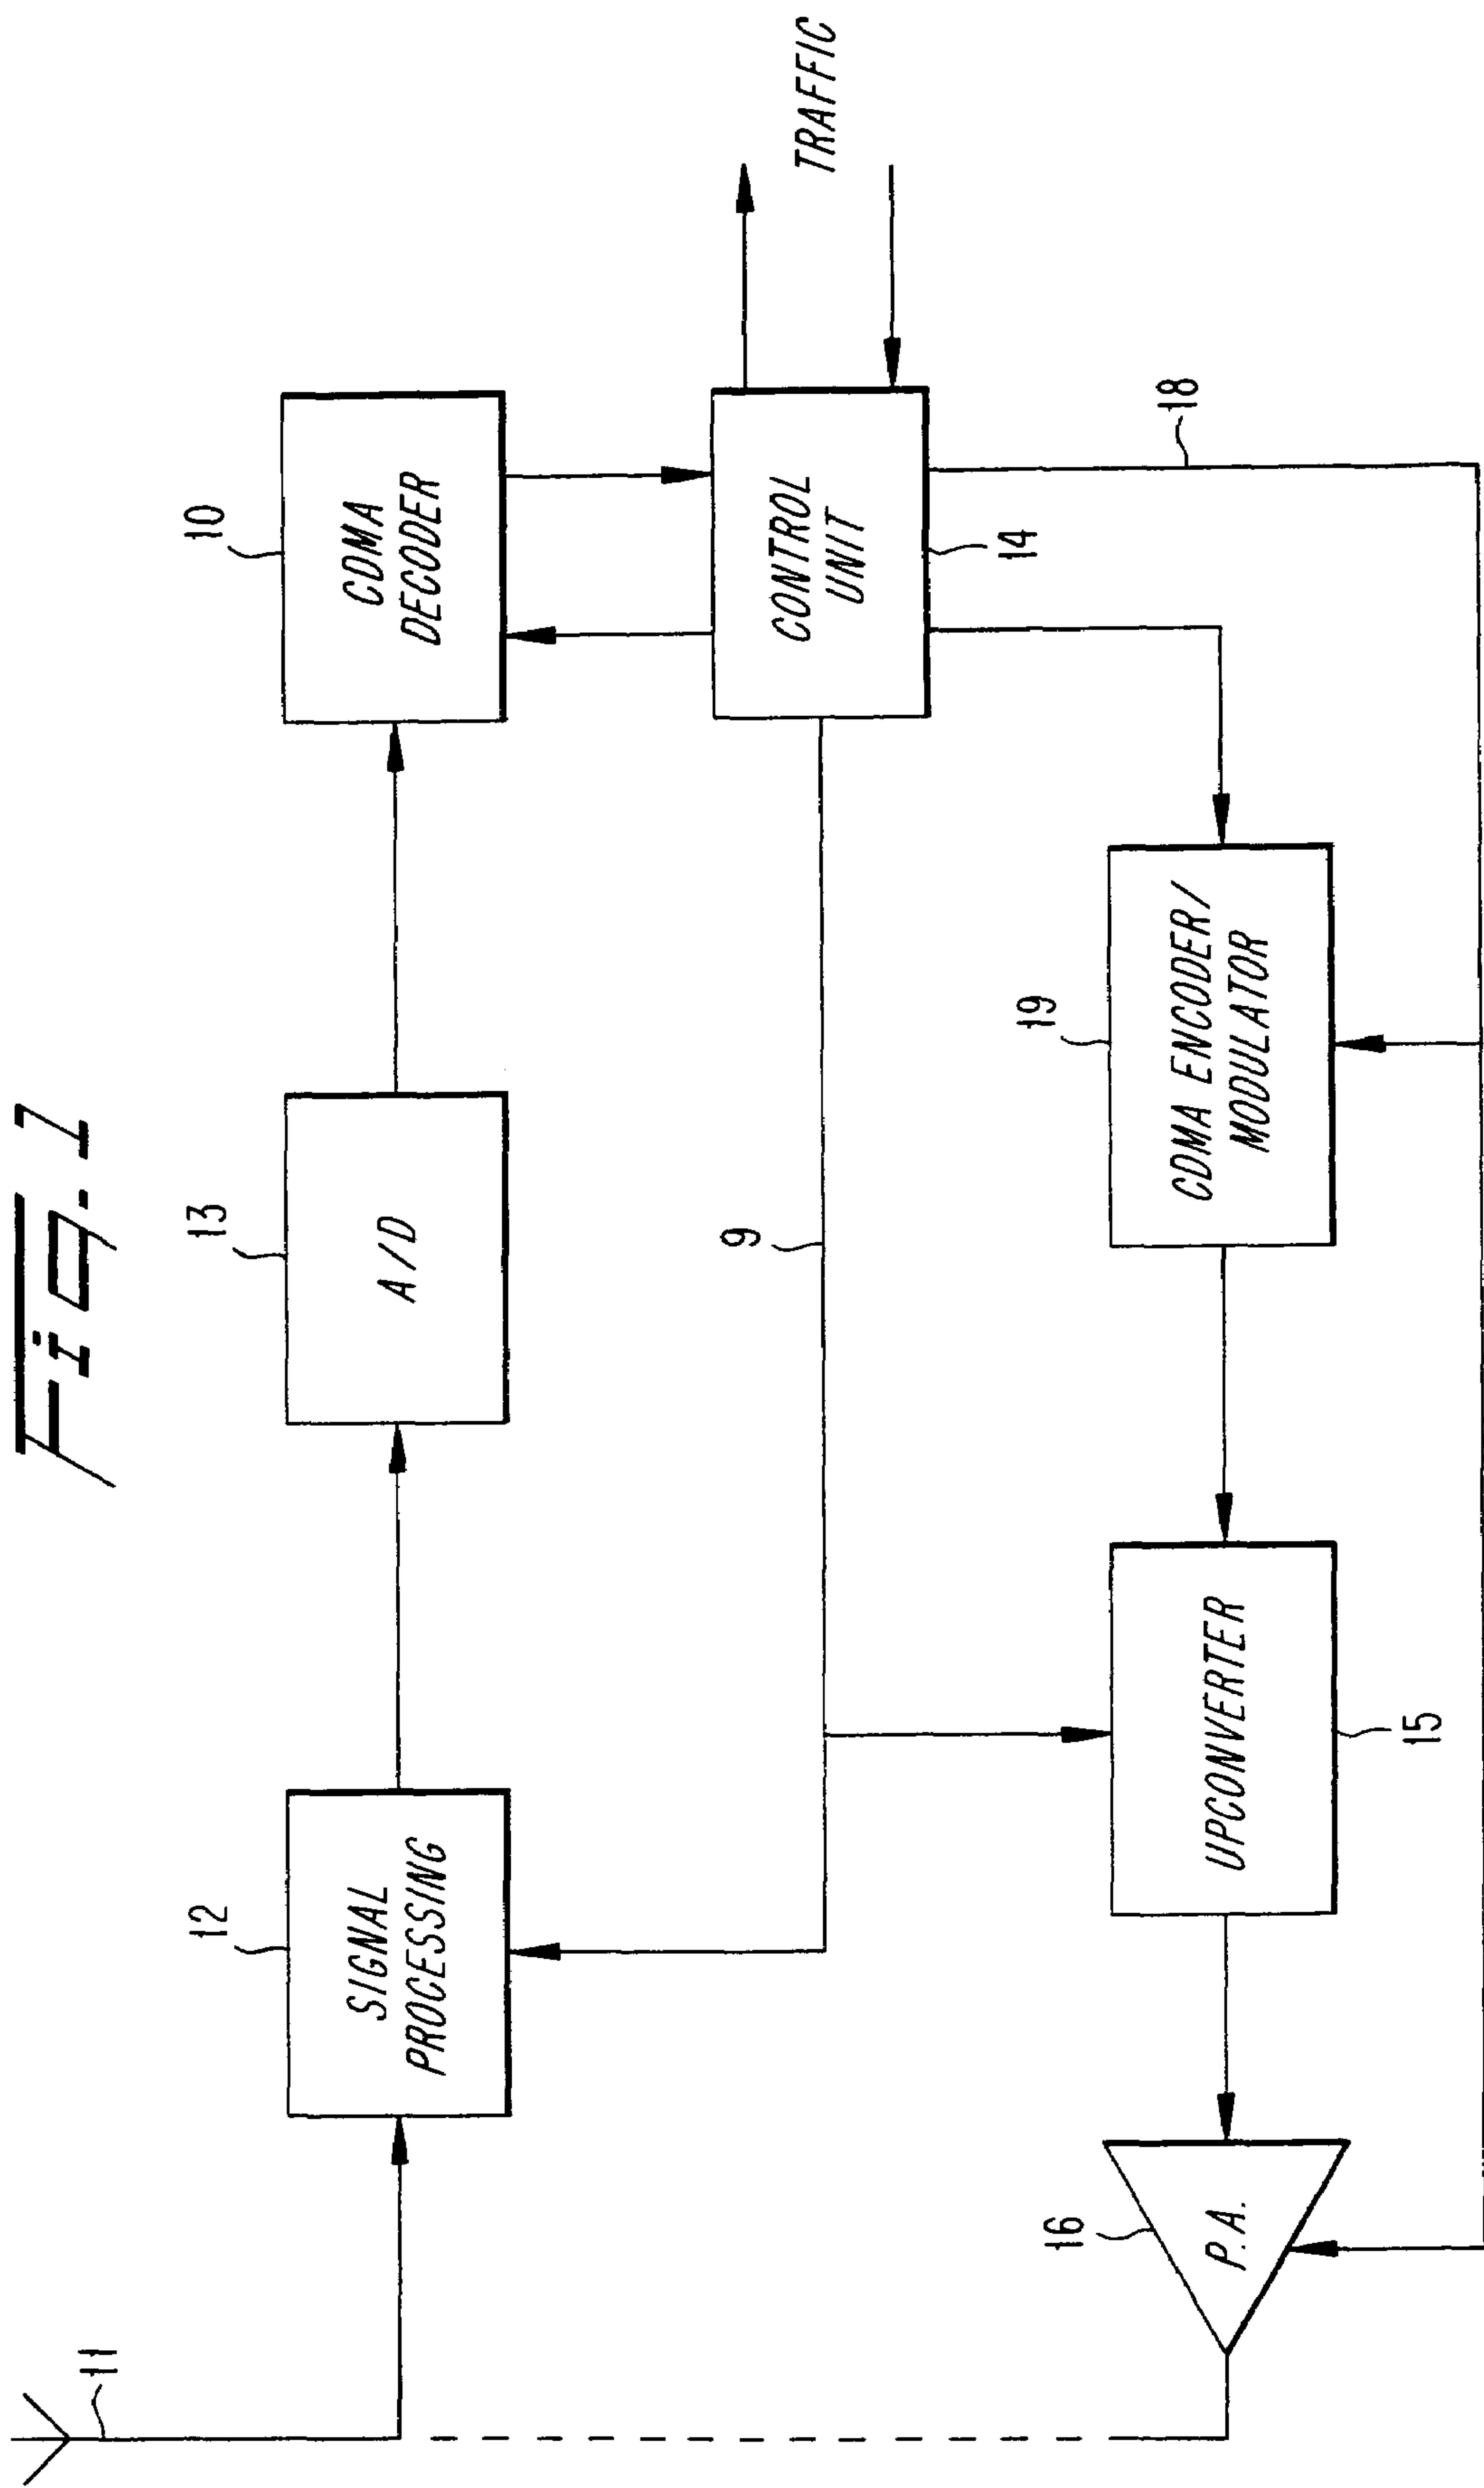 Fig. 1
11
12
SIGNAL
PROCESSING
13
A/D
10
CDMA
DECODER
9
CONTROL
UNIT
14
TRAFFIC
18
16
P.A.
UPCONVERTER
15
19
CDMA ENCODER/
MODULATOR